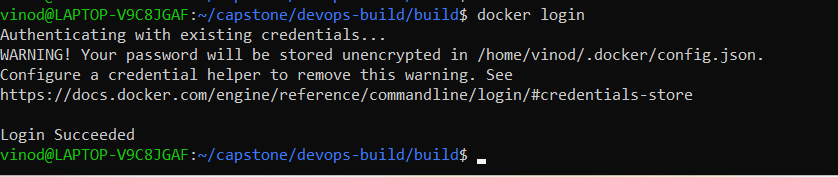 vinod@LAPTOP-V9C8JGAF:~/capstone/devops-build/build$ docker login
Authenticating with existing credentials...
WARNING! Your password will be stored unencrypted in /home/vinod/.docker/config.json.
Configure a credential helper to remove this warning. See
https://docs.docker.com/engine/reference/commandline/login/#credentials-store
Login Succeeded
vinod@LAPTOP-V9C8JGAF:~/capstone/devops-build/build$